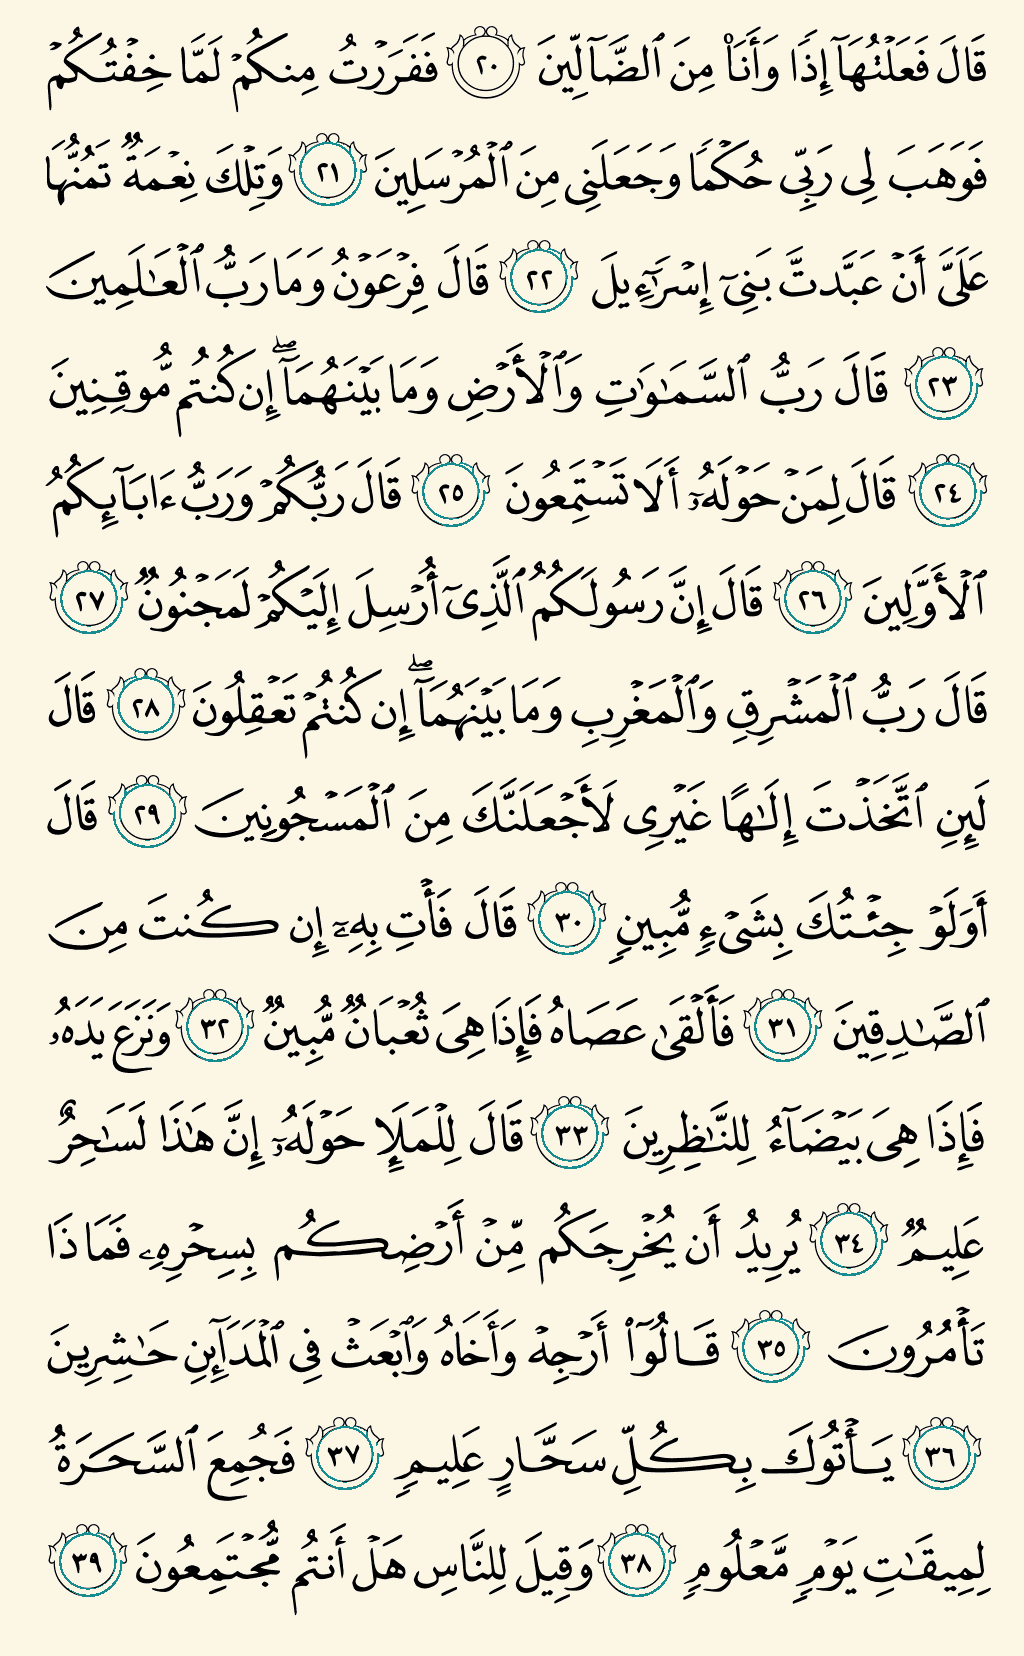 قَالَ فَعَلْتُهَآ إِذًا وَأَنَا۠ مِنَ ٱلضَّآلِّينَ ٢٠ فَفَرَرْتُ مِنكُمْ لَمَّا خِفْتُكُمْ
فَوَهَبَ لِى رَبِّى حُكْمًا وَجَعَلَنِى مِنَ ٱلْمُرْسَلِينَ ٢١ وَتِلْكَ نِعْمَةٌ تَمُنُّهَا
عَلَىَّ أَنْ عَبَّدتَّ بَنِىٓ إِسْرَٰٓءِيلَ ٢٢ قَالَ فِرْعَوْنُ وَمَا رَبُّ ٱلْعَـٰلَمِينَ
٢٣ قَالَ رَبُّ ٱلسَّمَـٰوَٰتِ وَٱلْأَرْضِ وَمَا بَيْنَهُمَآ ۖ إِن كُنتُم مُّوقِنِينَ
٢٤ قَالَ لِمَنْ حَوْلَهُۥٓ أَلَا تَسْتَمِعُونَ ٢٥ قَالَ رَبُّكُمْ وَرَبُّ ءَابَآئِكُمُ
ٱلْأَوَّلِينَ ٢٦ قَالَ إِنَّ رَسُولَكُمُ ٱلَّذِىٓ أُرْسِلَ إِلَيْكُمْ لَمَجْنُونٌ ٢٧
قَالَ رَبُّ ٱلْمَشْرِقِ وَٱلْمَغْرِبِ وَمَا بَيْنَهُمَآ ۖ إِن كُنتُمْ تَعْقِلُونَ ٢٨ قَالَ
لَئِنِ ٱتَّخَذْتَ إِلَـٰهًا غَيْرِى لَأَجْعَلَنَّكَ مِنَ ٱلْمَسْجُونِينَ ٢٩ قَالَ
أَوَلَوْ جِئْتُكَ بِشَىْءٍ مُّبِينٍ ٣٠ قَالَ فَأْتِ بِهِۦٓ إِن كُنتَ مِنَ
ٱلصَّـٰدِقِينَ ٣١ فَأَلْقَىٰ عَصَاهُ فَإِذَا هِىَ ثُعْبَانٌ مُّبِينٌ ٣٢ وَنَزَعَ يَدَهُۥ
فَإِذَا هِىَ بَيْضَآءُ لِلنَّـٰظِرِينَ ٣٣ قَالَ لِلْمَلَإِ حَوْلَهُۥٓ إِنَّ هَـٰذَا لَسَـٰحِرٌ
عَلِيمٌ ٣٤ يُرِيدُ أَن يُخْرِجَكُم مِّنْ أَرْضِكُم بِسِحْرِهِۦ فَمَاذَا
تَأْمُرُونَ ٣٥ قَالُوٓا۟ أَرْجِهْ وَأَخَاهُ وَٱبْعَثْ فِى ٱلْمَدَآئِنِ حَـٰشِرِينَ
٣٦ يَأْتُوكَ بِكُلِّ سَحَّارٍ عَلِيمٍ ٣٧ فَجُمِعَ ٱلسَّحَرَةُ
لِمِيقَـٰتِ يَوْمٍ مَّعْلُومٍ ٣٨ وَقِيلَ لِلنَّاسِ هَلْ أَنتُم مُّجْتَمِعُونَ ٣٩